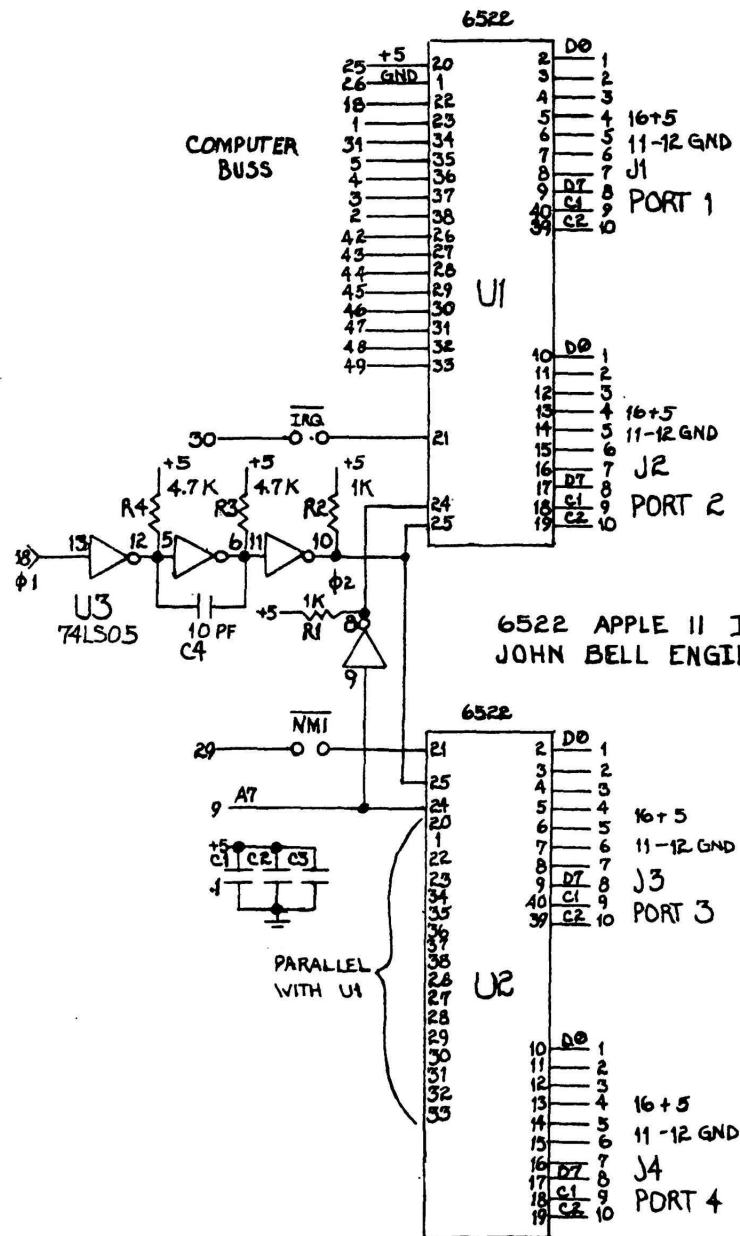 6522
COMPUTER
BUSS
25 +5 20
26 GND 1
18 22
1 23
31 34
5 35
4 36
3 37
2 38
42 26
43 27
44 28
45 29
46 30
47 31
48 32
49 33
30 IRQ 21
24
25
U1
2 D0 1
3 2
4 3
5 4
6 5
7 6
8 7
9 D7 8
40 C1 9
39 C2 10
16+5
11-12 GND
J1
PORT 1
10 D0 1
11 2
12 3
13 4
14 5
15 6
16 7
17 D7 8
18 C1 9
19 C2 10
16+5
11-12 GND
J2
PORT 2
+5 +5 +5
R4 4.7K R3 4.7K R2 1K
13 12 5 6 11 10
φ1 φ2
U3
74LS05
10 PF
C4
+5 1K
R1
8
9
6522 APPLE II I
JOHN BELL ENGI
6522
29 NMI 21
25
9 A7 24
20
1
22
23
34
35
36
37
38
26
27
28
29
30
31
32
33
+5
C1 C2 C3
.1
PARALLEL
WITH U1
U2
2 D0 1
3 2
4 3
5 4
6 5
7 6
8 7
9 D7 8
40 C1 9
39 C2 10
16+5
11-12 GND
J3
PORT 3
10 D0 1
11 2
12 3
13 4
14 5
15 6
16 7
17 D7 8
18 C1 9
19 C2 10
16+5
11-12 GND
J4
PORT 4